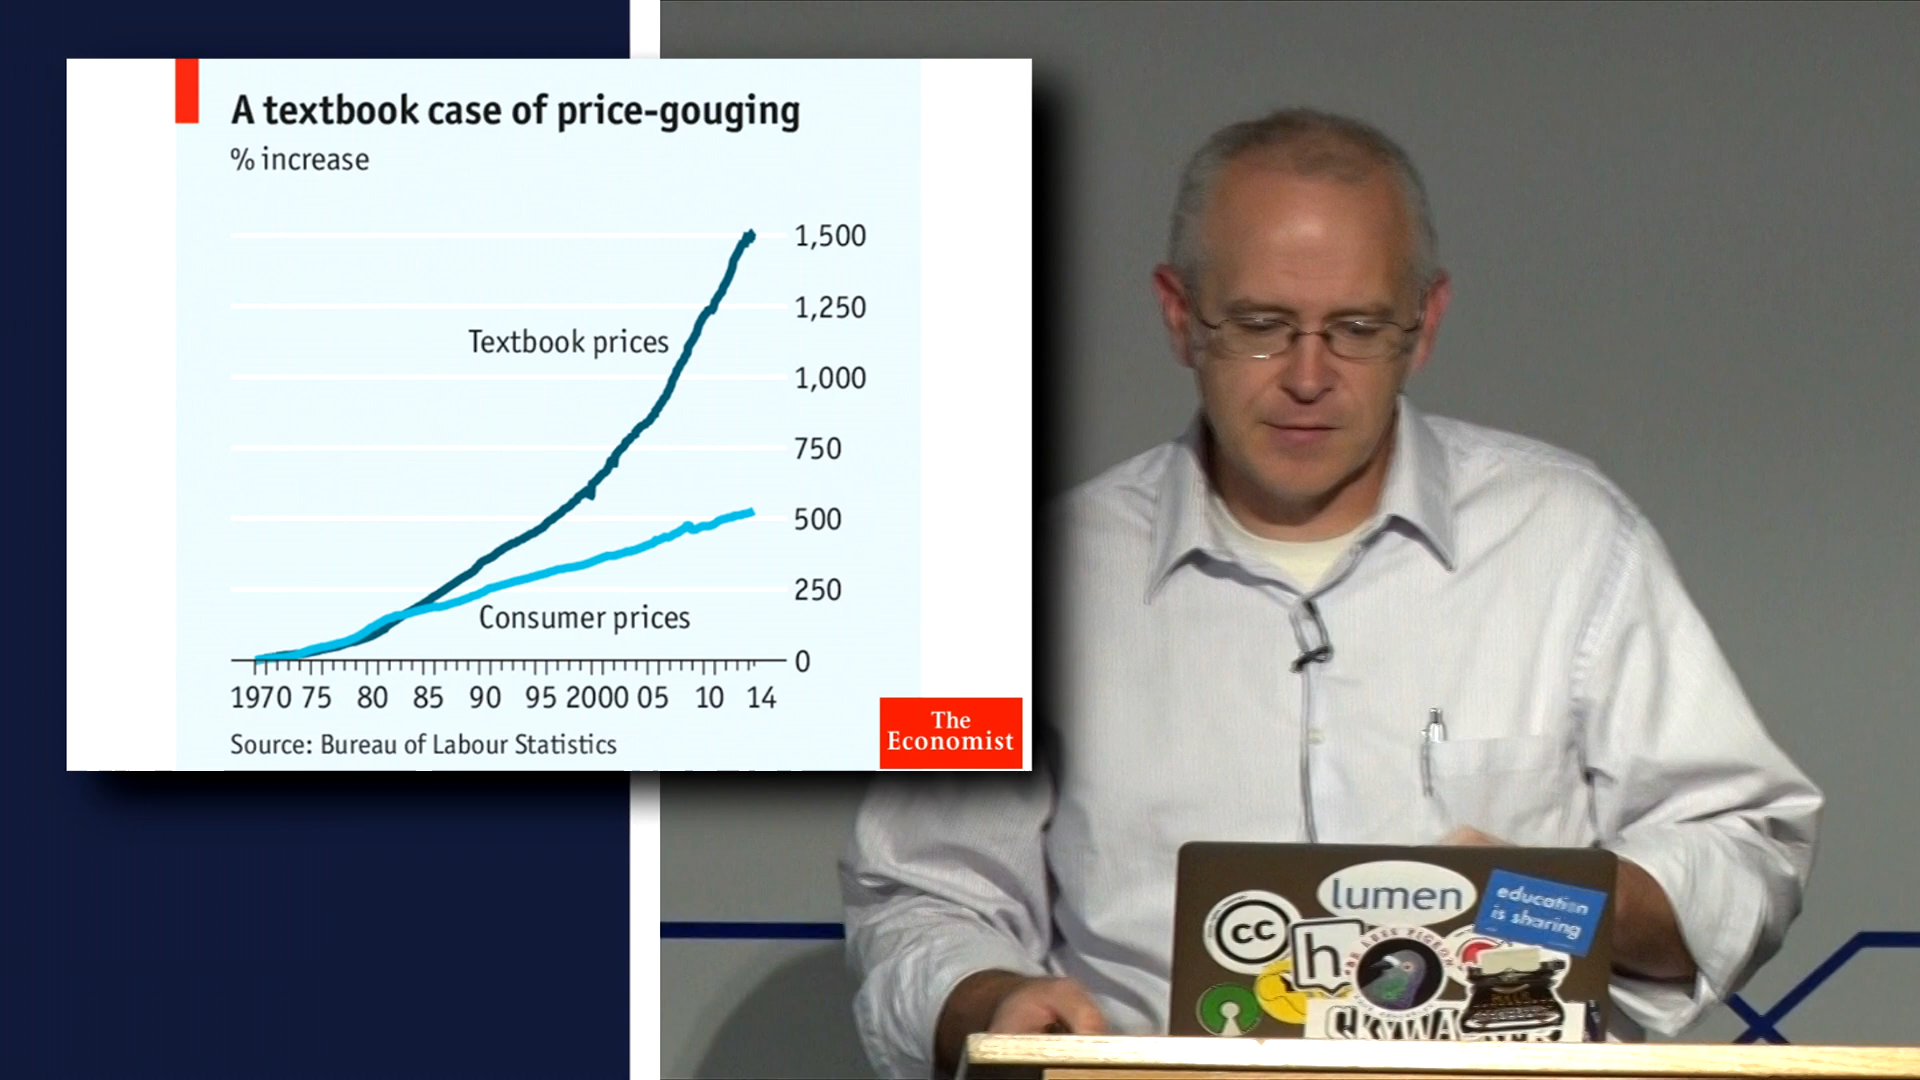 A textbook case of price-gouging
% increase
1,500
1,250
Textbook prices
1,000
750
500
250
Consumer prices
0
1970 75 80 85 90 95 2000 05 10 14
Source: Bureau of Labour Statistics
The
Economist
lumen
education
is sharing
cc
h